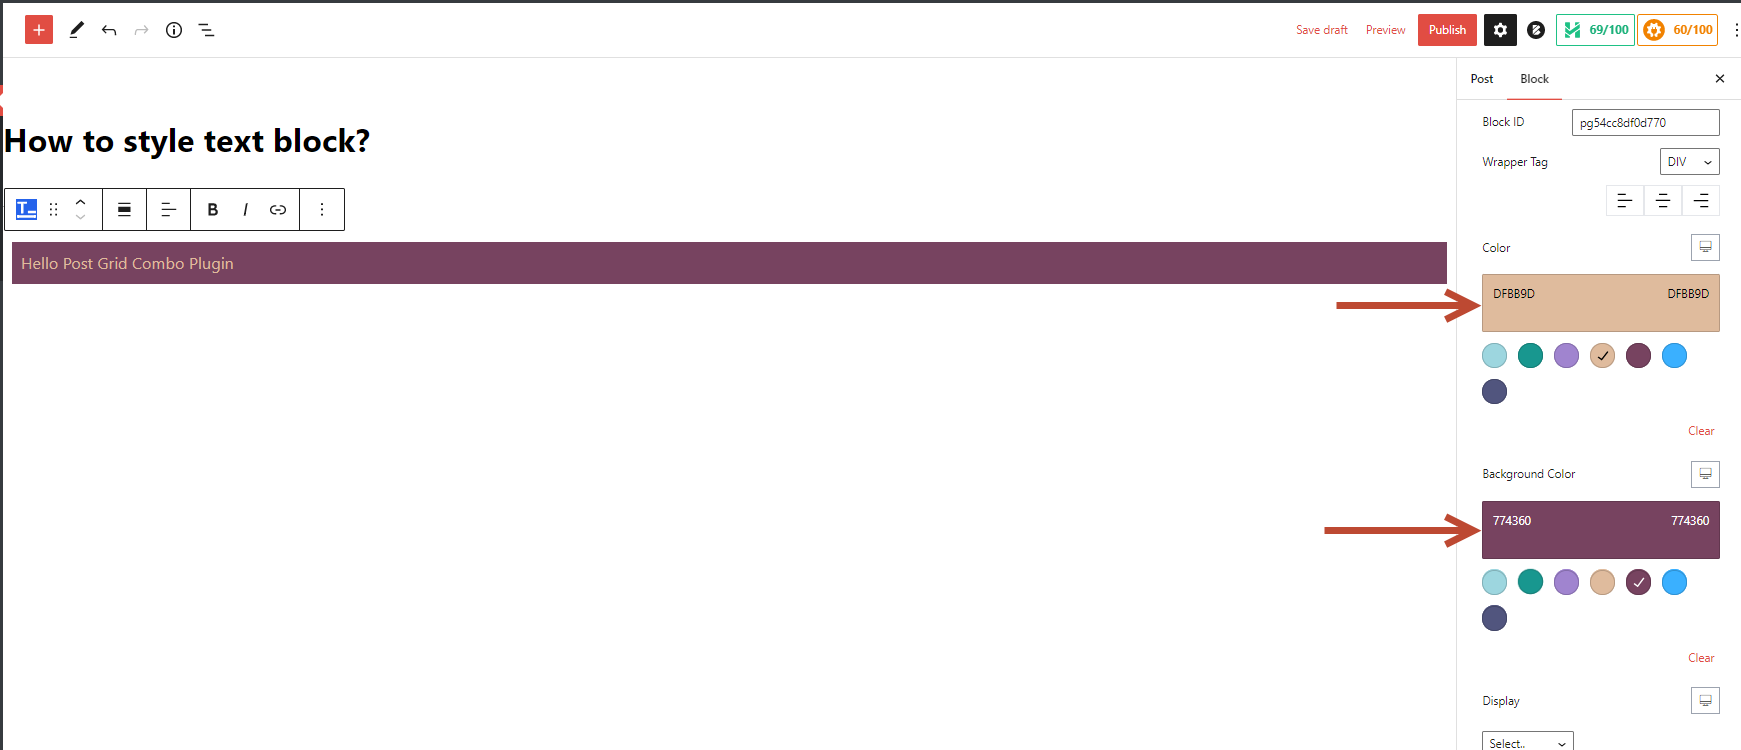 Save draft Preview Publish 69/100 60/100
Post Block
Block ID pg54cc8df0d770
Wrapper Tag DIV
How to style text block?
B I
Hello Post Grid Combo Plugin
Color
DFBB9D DFBB9D
Clear
Background Color
774360 774360
Clear
Display
Select..